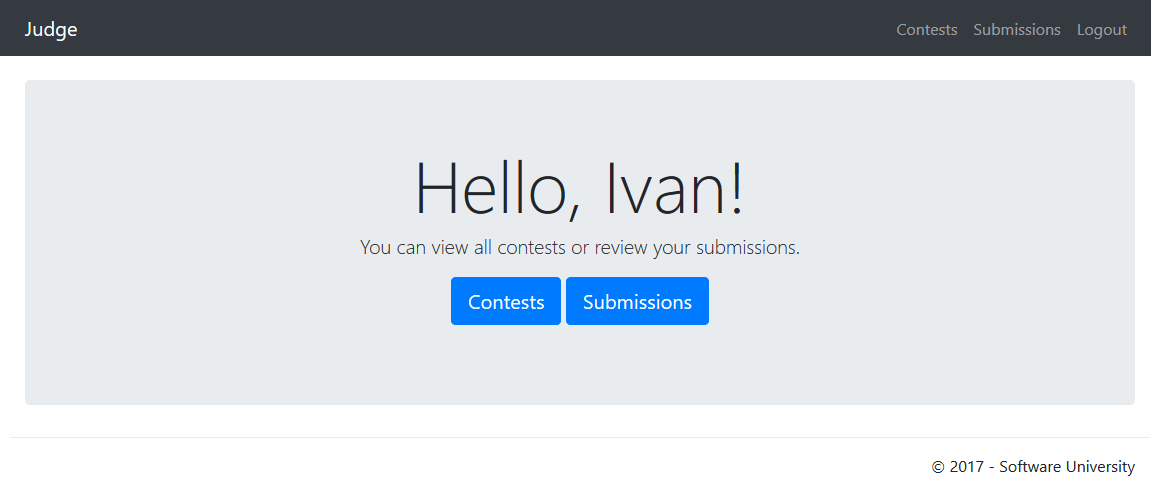 Judge Contests Submissions Logout
Hello, Ivan!
You can view all contests or review your submissions.
Contests Submissions
© 2017 - Software University